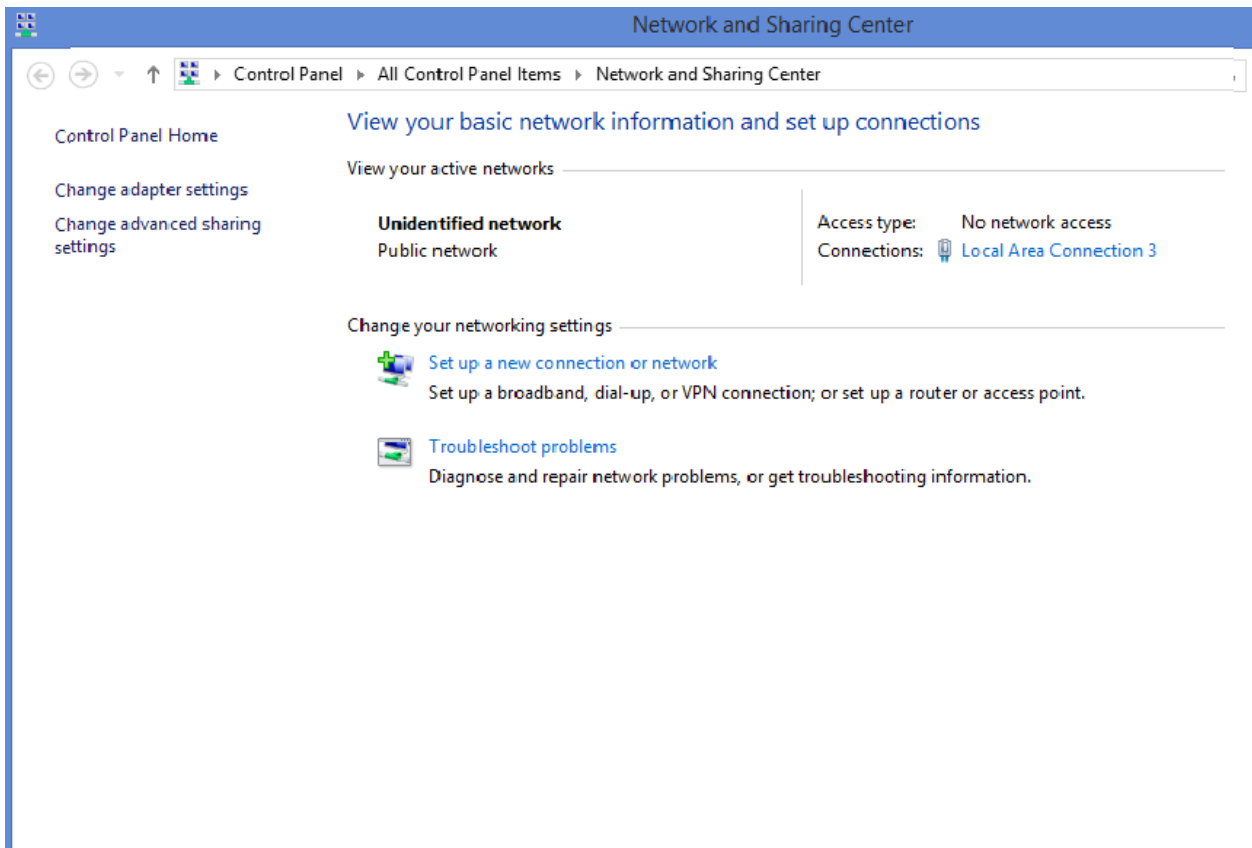 Network and Sharing Center
Control Panel All Control Panel Items Network and Sharing Center
Control Panel Home
Change adapter settings
Change advanced sharing
settings
View your basic network information and set up connections
View your active networks
Unidentified network
Public network
Access type: No network access
Connections: Local Area Connection 3
Change your networking settings
Set up a new connection or network
Set up a broadband, dial-up, or VPN connection; or set up a router or access point.
Troubleshoot problems
Diagnose and repair network problems, or get troubleshooting information.